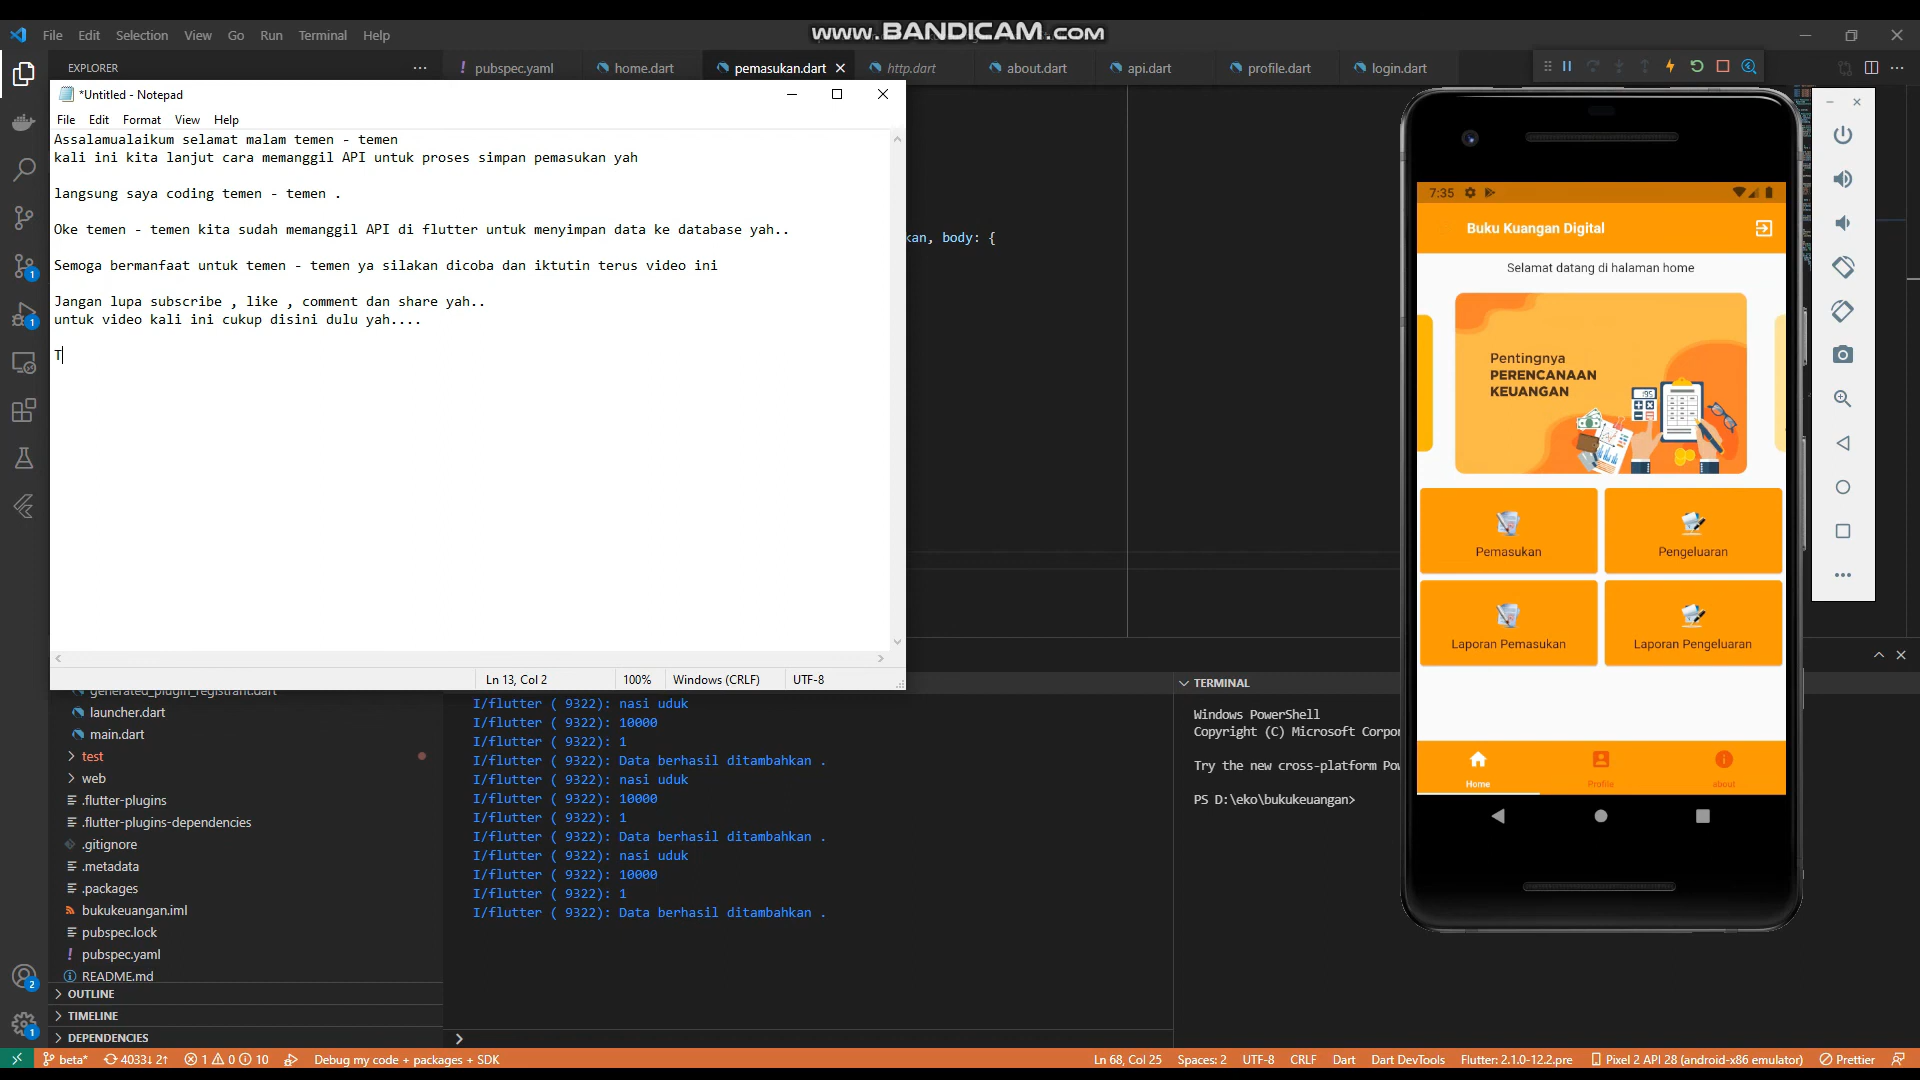 www.BANDICAM.com
File Edit Selection View Go Run Terminal Help
EXPLORER
pubspec.yaml home.dart pemasukan.dart http.dart about.dart api.dart profile.dart login.dart
*Untitled - Notepad
File Edit Format View Help
Assalamualaikum selamat malam temen - temen
kali ini kita lanjut cara memanggil API untuk proses simpan pemasukan yah
langsung saya coding temen - temen .
Oke temen - temen kita sudah memanggil API di flutter untuk menyimpan data ke database yah..
Semoga bermanfaat untuk temen - temen ya silakan dicoba dan iktutin terus video ini
Jangan lupa subscribe , like , comment dan share yah..
untuk video kali ini cukup disini dulu yah....
T
Ln 13, Col 2 100% Windows (CRLF) UTF-8
kan, body: {
7:35
Buku Kuangan Digital
Selamat datang di halaman home
Pentingnya
PERENCANAAN
KEUANGAN
Pemasukan Pengeluaran
Laporan Pemasukan Laporan Pengeluaran
Home Profile about
generated_plugin_registrant.dart
launcher.dart
main.dart
test
web
.flutter-plugins
.flutter-plugins-dependencies
.gitignore
.metadata
.packages
bukukeuangan.iml
pubspec.lock
pubspec.yaml
README.md
OUTLINE
TIMELINE
DEPENDENCIES
I/flutter ( 9322): nasi uduk
I/flutter ( 9322): 10000
I/flutter ( 9322): 1
I/flutter ( 9322): Data berhasil ditambahkan .
I/flutter ( 9322): nasi uduk
I/flutter ( 9322): 10000
I/flutter ( 9322): 1
I/flutter ( 9322): Data berhasil ditambahkan .
I/flutter ( 9322): nasi uduk
I/flutter ( 9322): 10000
I/flutter ( 9322): 1
I/flutter ( 9322): Data berhasil ditambahkan .
TERMINAL
Windows PowerShell
Copyright (C) Microsoft Corpor
Try the new cross-platform Pow
PS D:\eko\bukukeuangan>
beta* 4033↓ 2↑ 1 0 10 Debug my code + packages + SDK Ln 68, Col 25 Spaces: 2 UTF-8 CRLF Dart Dart DevTools Flutter: 2.1.0-12.2.pre Pixel 2 API 28 (android-x86 emulator) Prettier